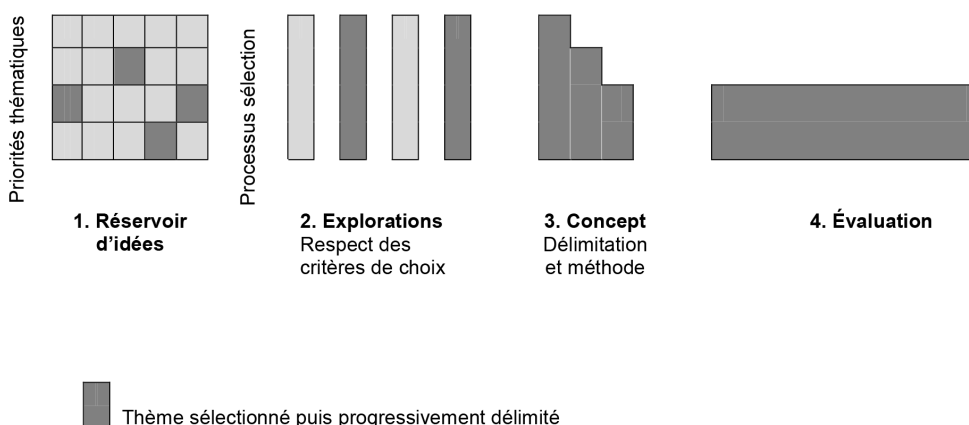 Priorités thématiques
Processus sélection
1. Réservoir
d’idées
2. Explorations
Respect des
critères de choix
3. Concept
Délimitation
et méthode
4. Évaluation
Thème sélectionné puis progressivement délimité